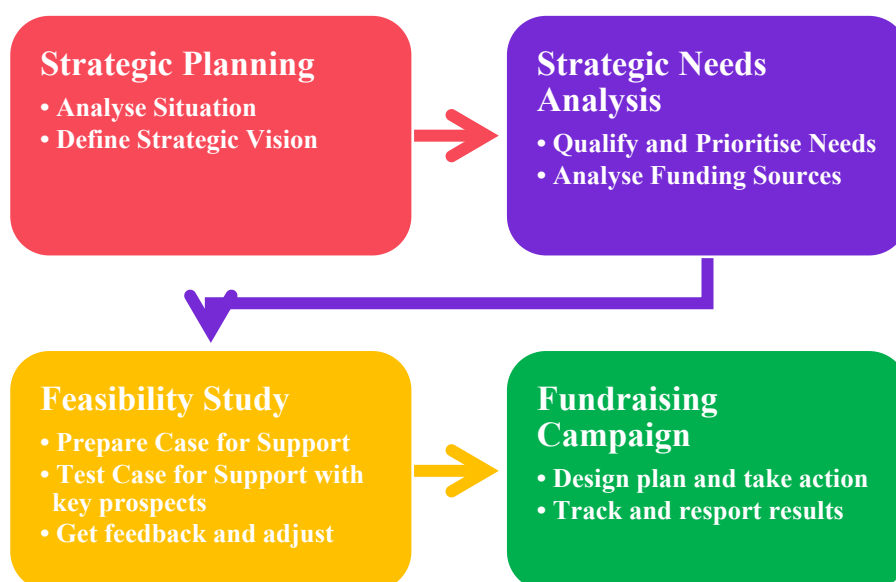 Strategic Planning
• Analyse Situation
• Define Strategic Vision
Strategic Needs
Analysis
• Qualify and Prioritise Needs
• Analyse Funding Sources
Feasibility Study
• Prepare Case for Support
• Test Case for Support with
key prospects
• Get feedback and adjust
Fundraising
Campaign
• Design plan and take action
• Track and resport results